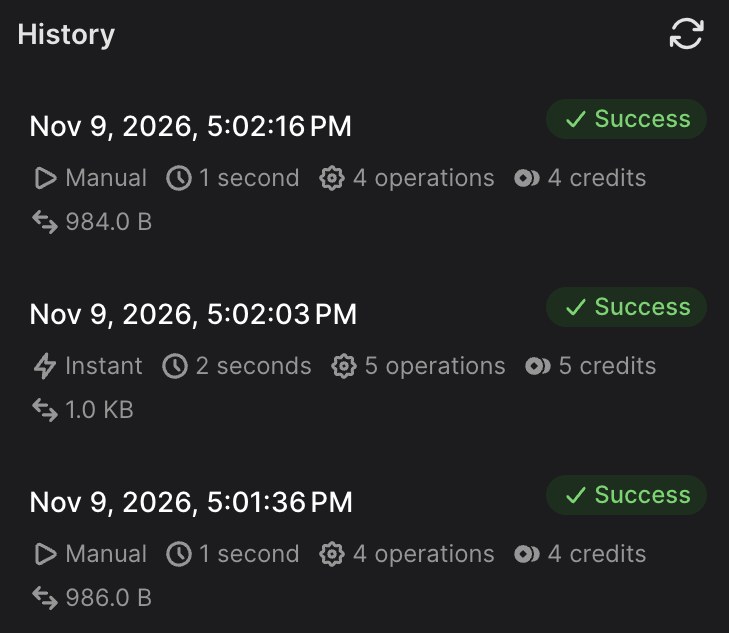 History
Nov 9, 2026, 5:02:16 PM
Success
Manual 1 second 4 operations 4 credits
984.0 B
Nov 9, 2026, 5:02:03 PM
Success
Instant 2 seconds 5 operations 5 credits
1.0 KB
Nov 9, 2026, 5:01:36 PM
Success
Manual 1 second 4 operations 4 credits
986.0 B